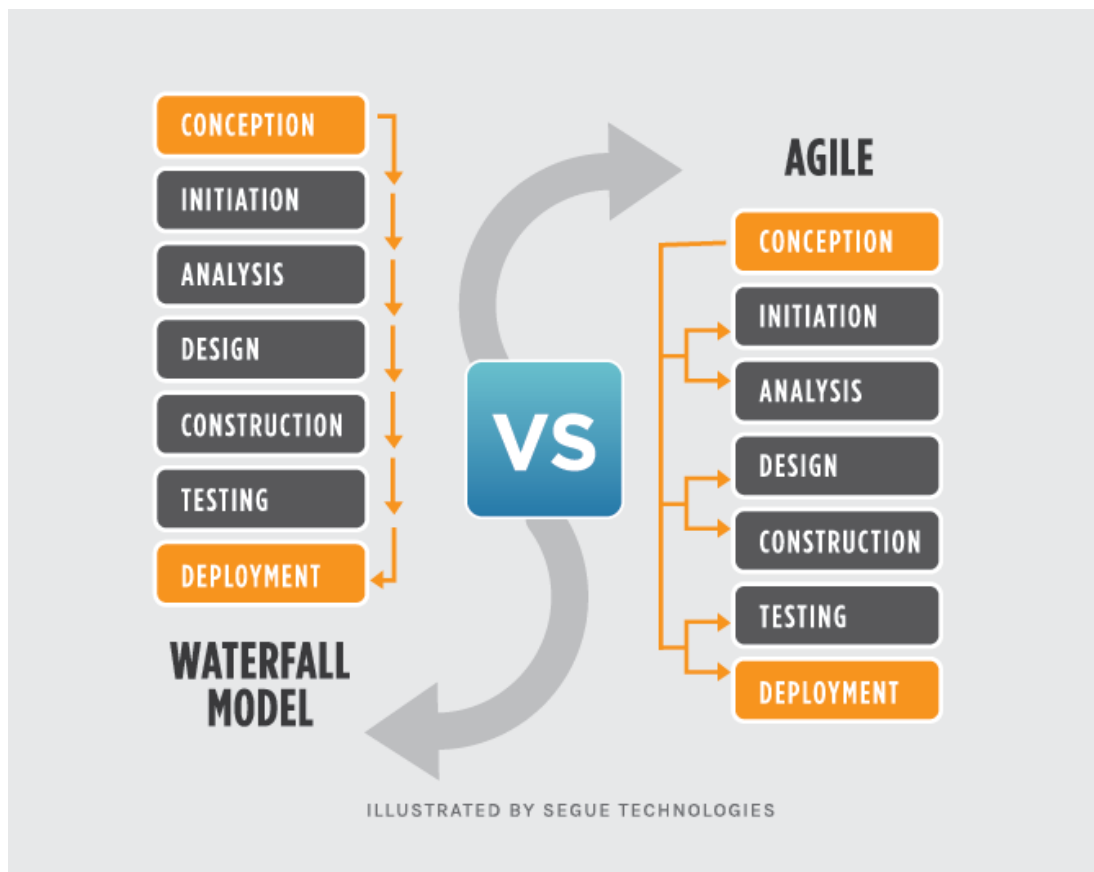 CONCEPTION
INITIATION
ANALYSIS
DESIGN
CONSTRUCTION
TESTING
DEPLOYMENT
WATERFALL
MODEL
VS
AGILE
CONCEPTION
INITIATION
ANALYSIS
DESIGN
CONSTRUCTION
TESTING
DEPLOYMENT
ILLUSTRATED BY SEGUE TECHNOLOGIES